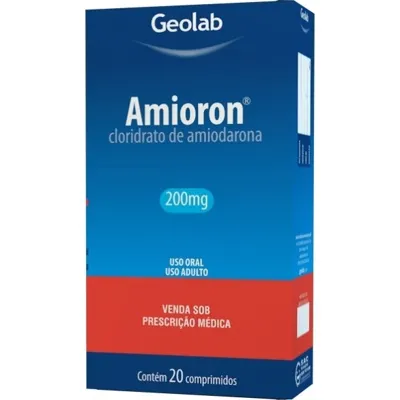 Geolab
Amioron®
cloridrato de amiodarona
200mg
USO ORAL
USO ADULTO
VENDA SOB
PRESCRIÇÃO MÉDICA
Contém 20 comprimidos